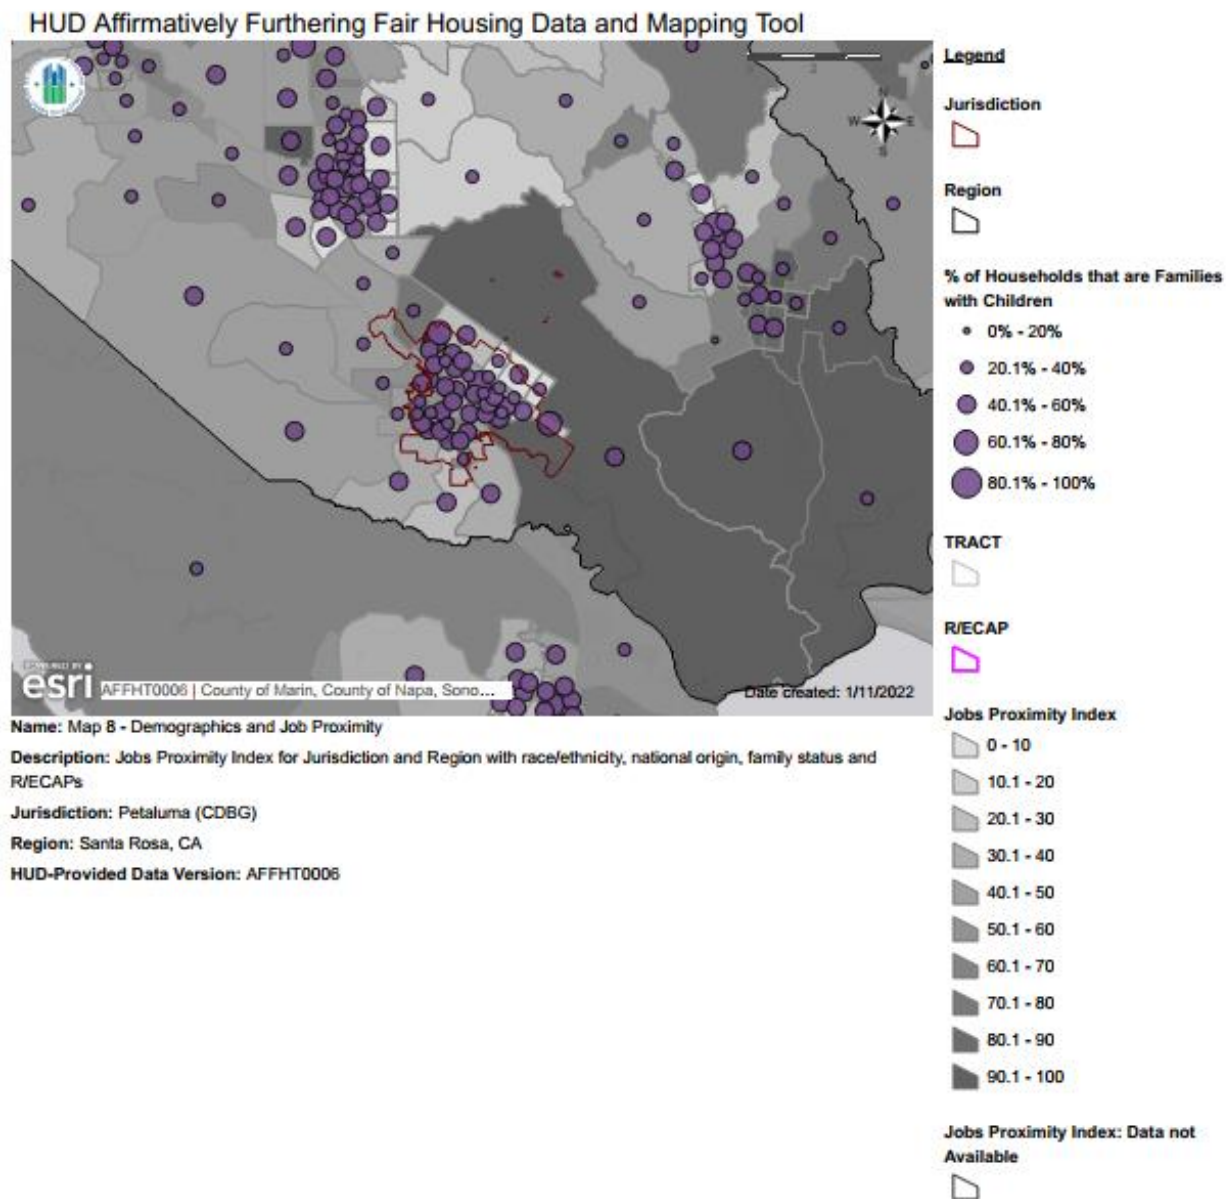 HUD Affirmatively Furthering Fair Housing Data and Mapping Tool
N
W E
S
POWERED BY
esri
AFFHT0006 | County of Marin, County of Napa, Sono...
Date created: 1/11/2022
Name: Map 8 - Demographics and Job Proximity
Description: Jobs Proximity Index for Jurisdiction and Region with race/ethnicity, national origin, family status and
R/ECAPs
Jurisdiction: Petaluma (CDBG)
Region: Santa Rosa, CA
HUD-Provided Data Version: AFFHT0006
Legend
Jurisdiction
Region
% of Households that are Families
with Children
0% - 20%
20.1% - 40%
40.1% - 60%
60.1% - 80%
80.1% - 100%
TRACT
R/ECAP
Jobs Proximity Index
0 - 10
10.1 - 20
20.1 - 30
30.1 - 40
40.1 - 50
50.1 - 60
60.1 - 70
70.1 - 80
80.1 - 90
90.1 - 100
Jobs Proximity Index: Data not
Available